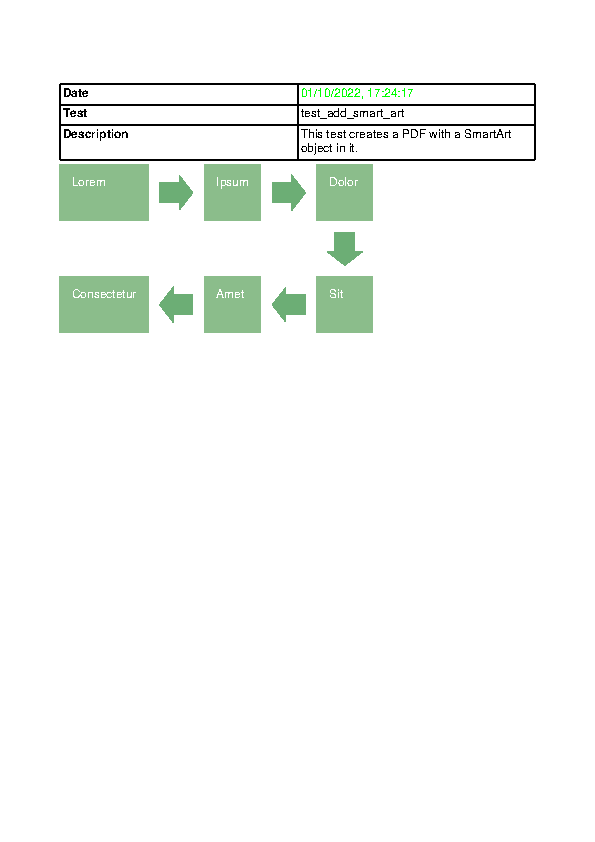 Date 01/10/2022, 17:24:17
Test test_add_smart_art
Description This test creates a PDF with a SmartArt
object in it.
Lorem Ipsum Dolor
Consectetur Amet Sit